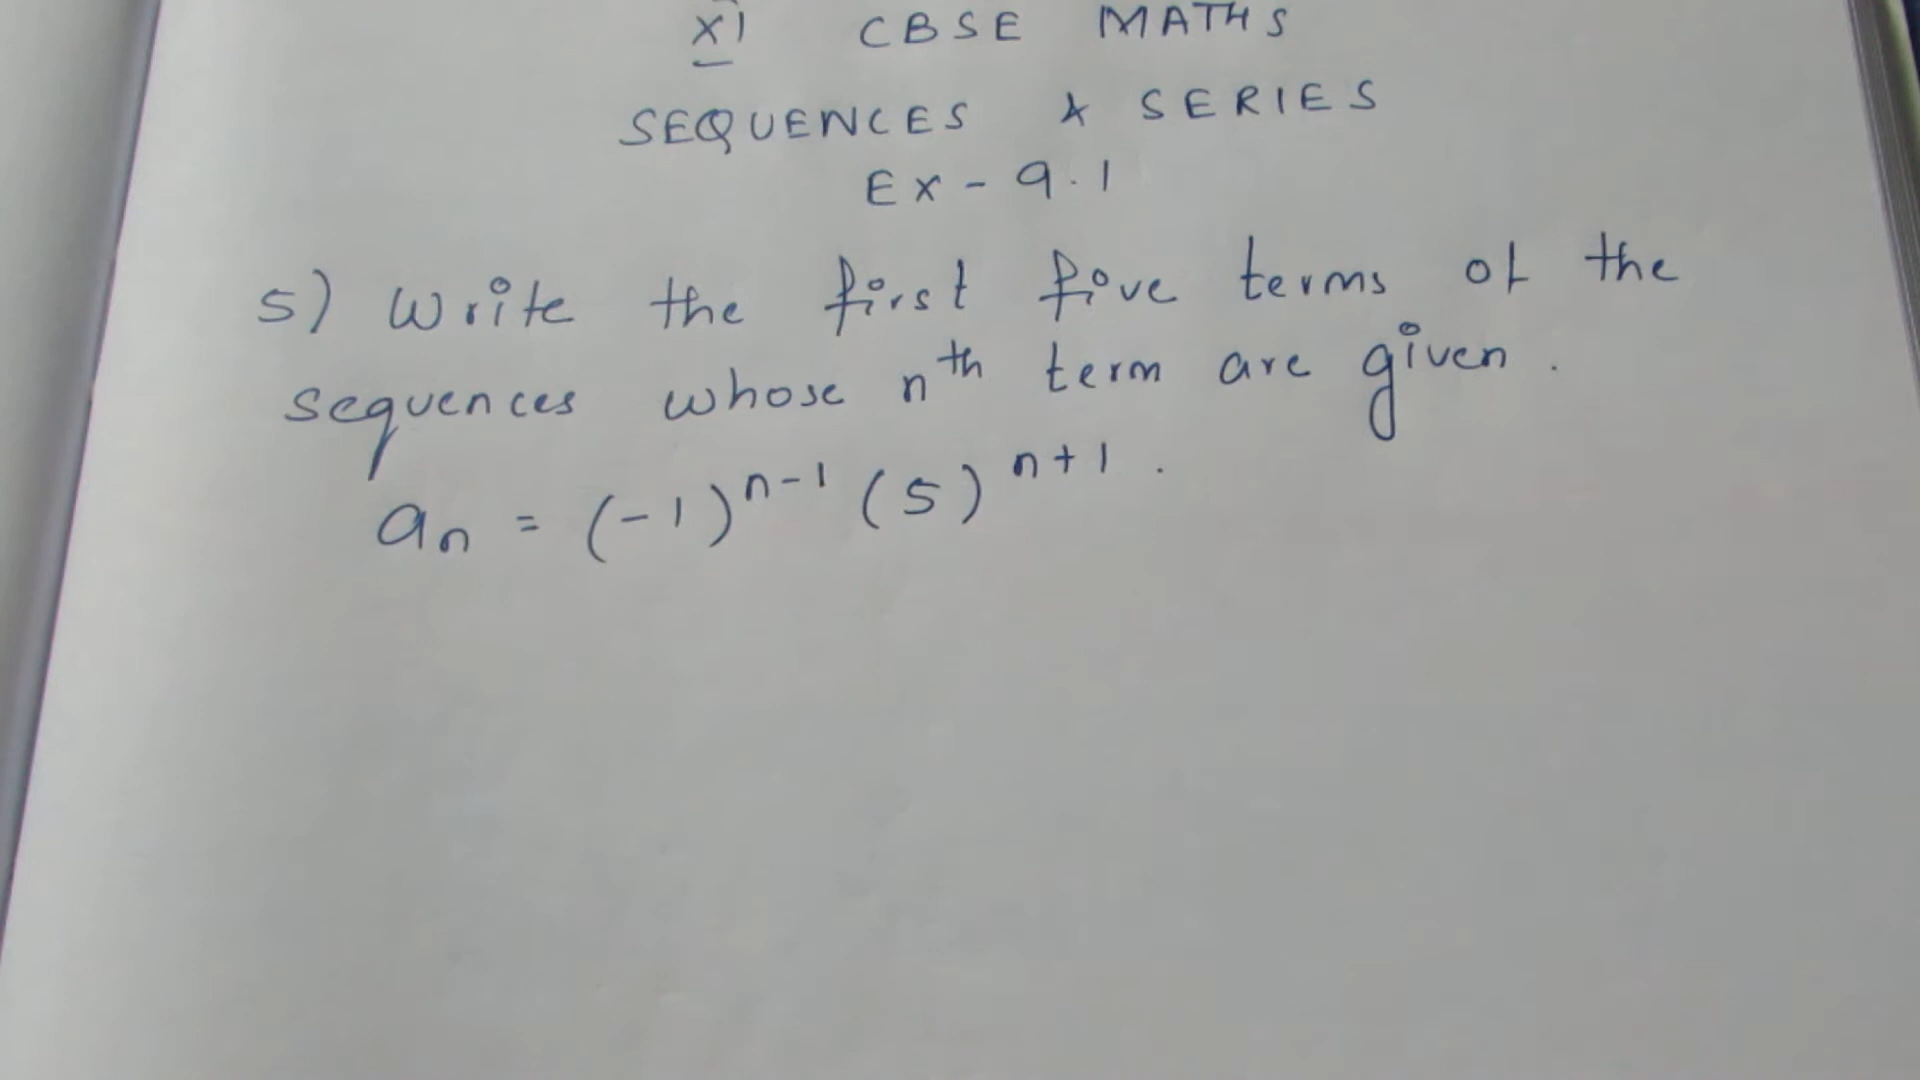 XI CBSE MATHS
SEQUENCES & SERIES
Ex - 9.1
5) Write the first five terms of the
sequences whose nth term are given.
an = (-1)^n-1 (5)^n+1.